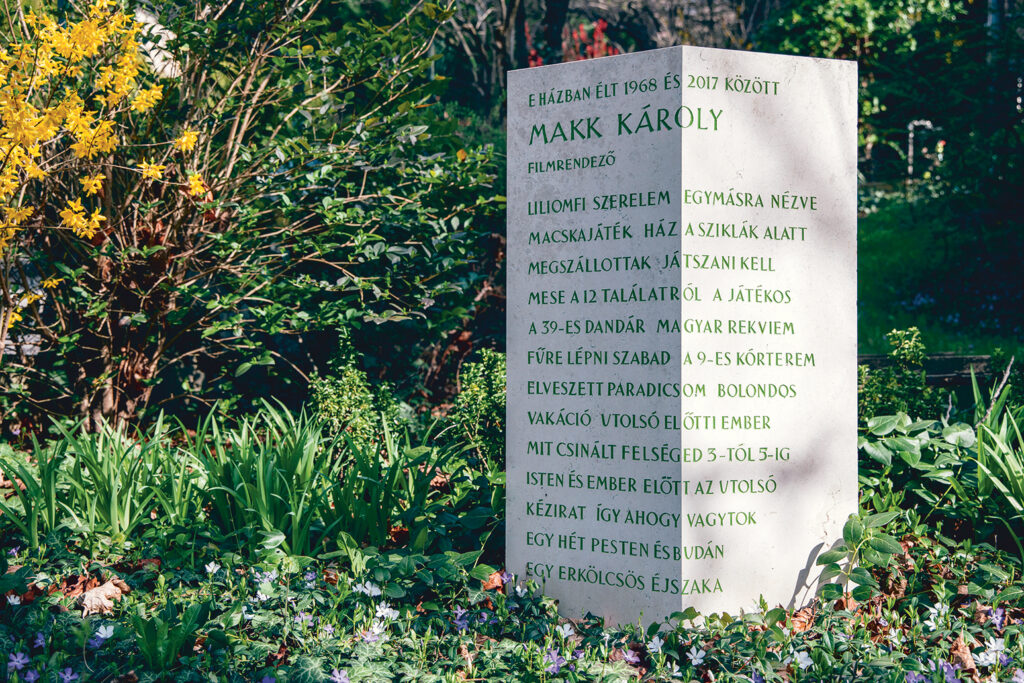 E HÁZBAN ÉLT 1968 ÉS 2017 KÖZÖTT
MAKK KÁROLY
FILMRENDEZŐ
LILIOMFI SZERELEM EGYMÁSRA NÉZVE
MACSKAJÁTÉK HÁZ A SZIKLÁK ALATT
MEGSZÁLLOTTAK JÁTSZANI KELL
MESE A 12 TALÁLATRÓL A JÁTÉKOS
A 39-ES DANDÁR MAGYAR REKVIEM
FŰRE LÉPNI SZABAD A 9-ES KÓRTEREM
ELVESZETT PARADICSOM BOLONDOS
VAKÁCIÓ UTOLSÓ ELŐTTI EMBER
MIT CSINÁLT FELSÉGED 3-TÓL 5-IG
ISTEN ÉS EMBER ELŐTT AZ UTOLSÓ
KÉZIRAT ÍGY AHOGY VAGYTOK
EGY HÉT PESTEN ÉS BUDÁN
EGY ERKÖLCSÖS ÉJSZAKA